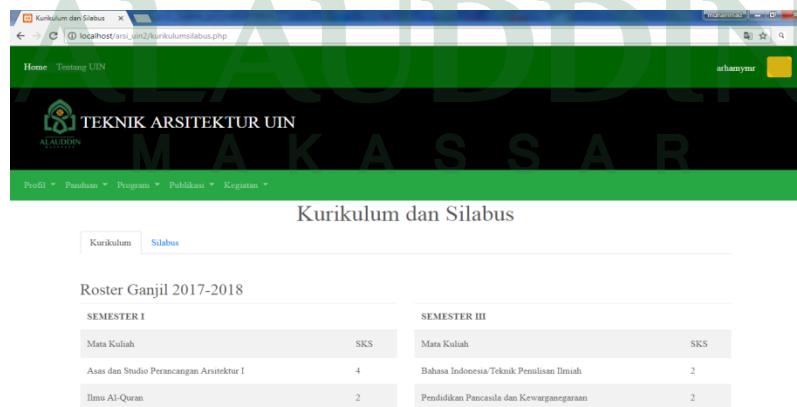 Kurikulum dan Silabus
muhammad
localhost/arsi_uin2/kurikulumsilabus.php
Home Tentang UIN
arhamymr
ALAUDDIN
TEKNIK ARSITEKTUR UIN
ALAUDDIN
MAKASSAR
Profil Panduan Program Publikasi Kegiatan
Kurikulum dan Silabus
Kurikulum Silabus
Roster Ganjil 2017-2018
SEMESTER I
Mata Kuliah SKS
Asas dan Studio Perancangan Arsitektur I 4
Ilmu Al-Quran 2
SEMESTER III
Mata Kuliah SKS
Bahasa Indonesia/Teknik Penulisan Ilmiah 2
Pendidikan Pancasila dan Kewarganegaraan 2